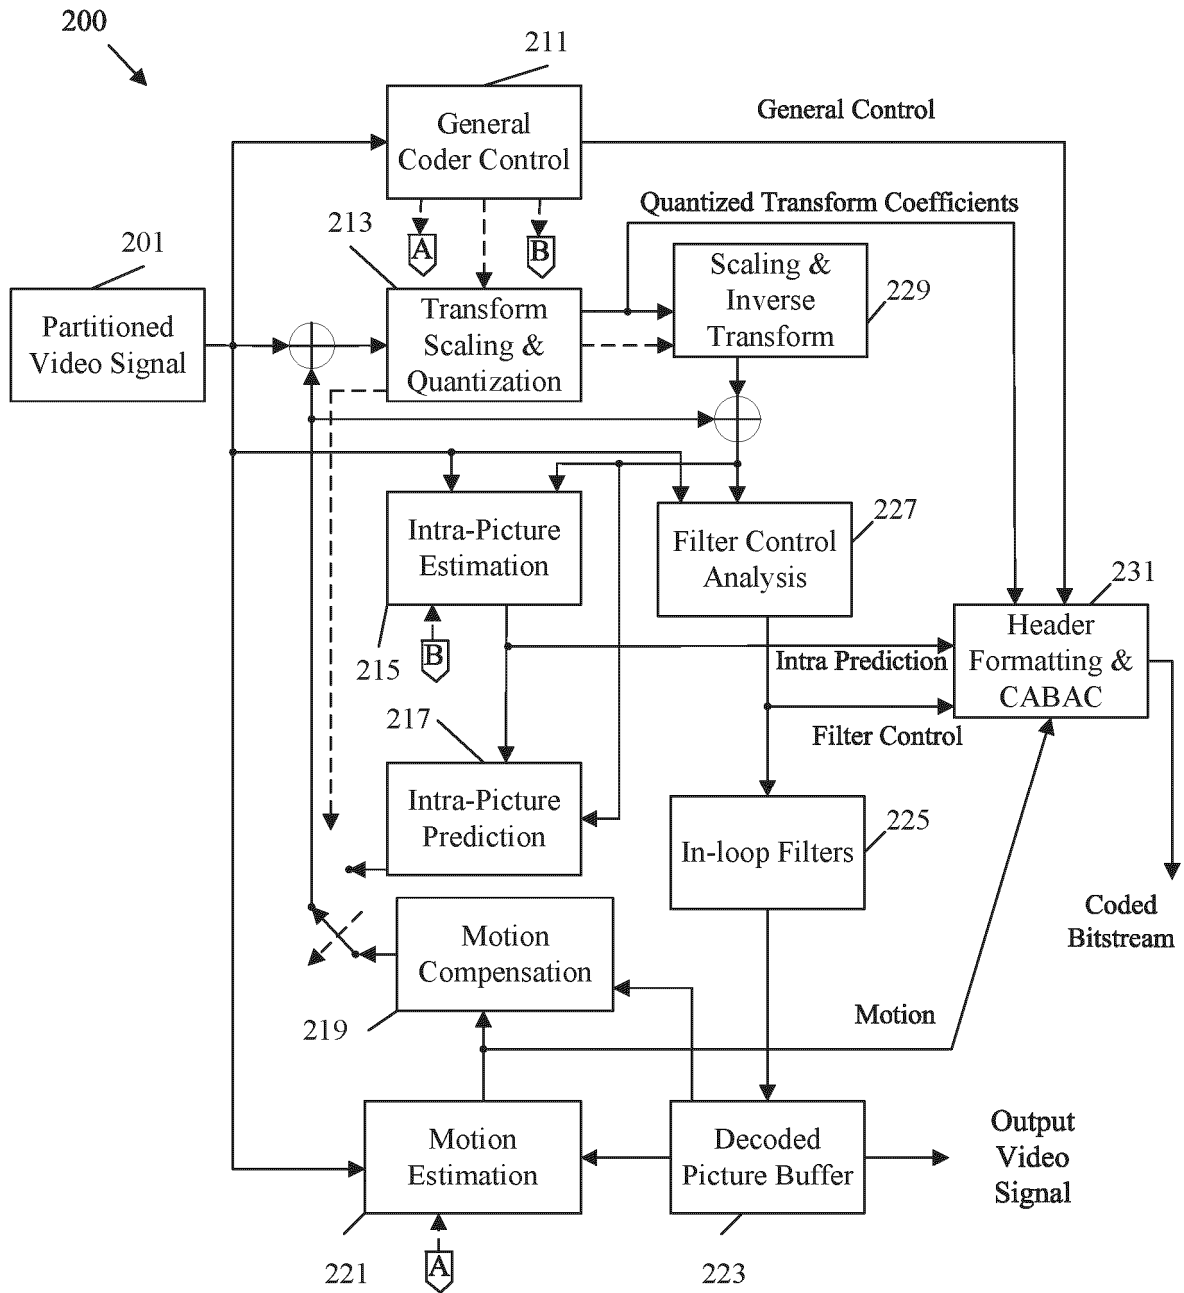 200
211
General
Coder Control
General Control
A
B
Quantized Transform Coefficients
213
201
Partitioned
Video Signal
Transform
Scaling &
Quantization
Scaling &
Inverse
Transform
229
Intra-Picture
Estimation
215
B
227
Filter Control
Analysis
231
Header
Formatting &
CABAC
Intra Prediction
Filter Control
217
Intra-Picture
Prediction
In-loop Filters
225
Coded
Bitstream
Motion
Compensation
219
Motion
Motion
Estimation
221
A
Decoded
Picture Buffer
223
Output
Video
Signal